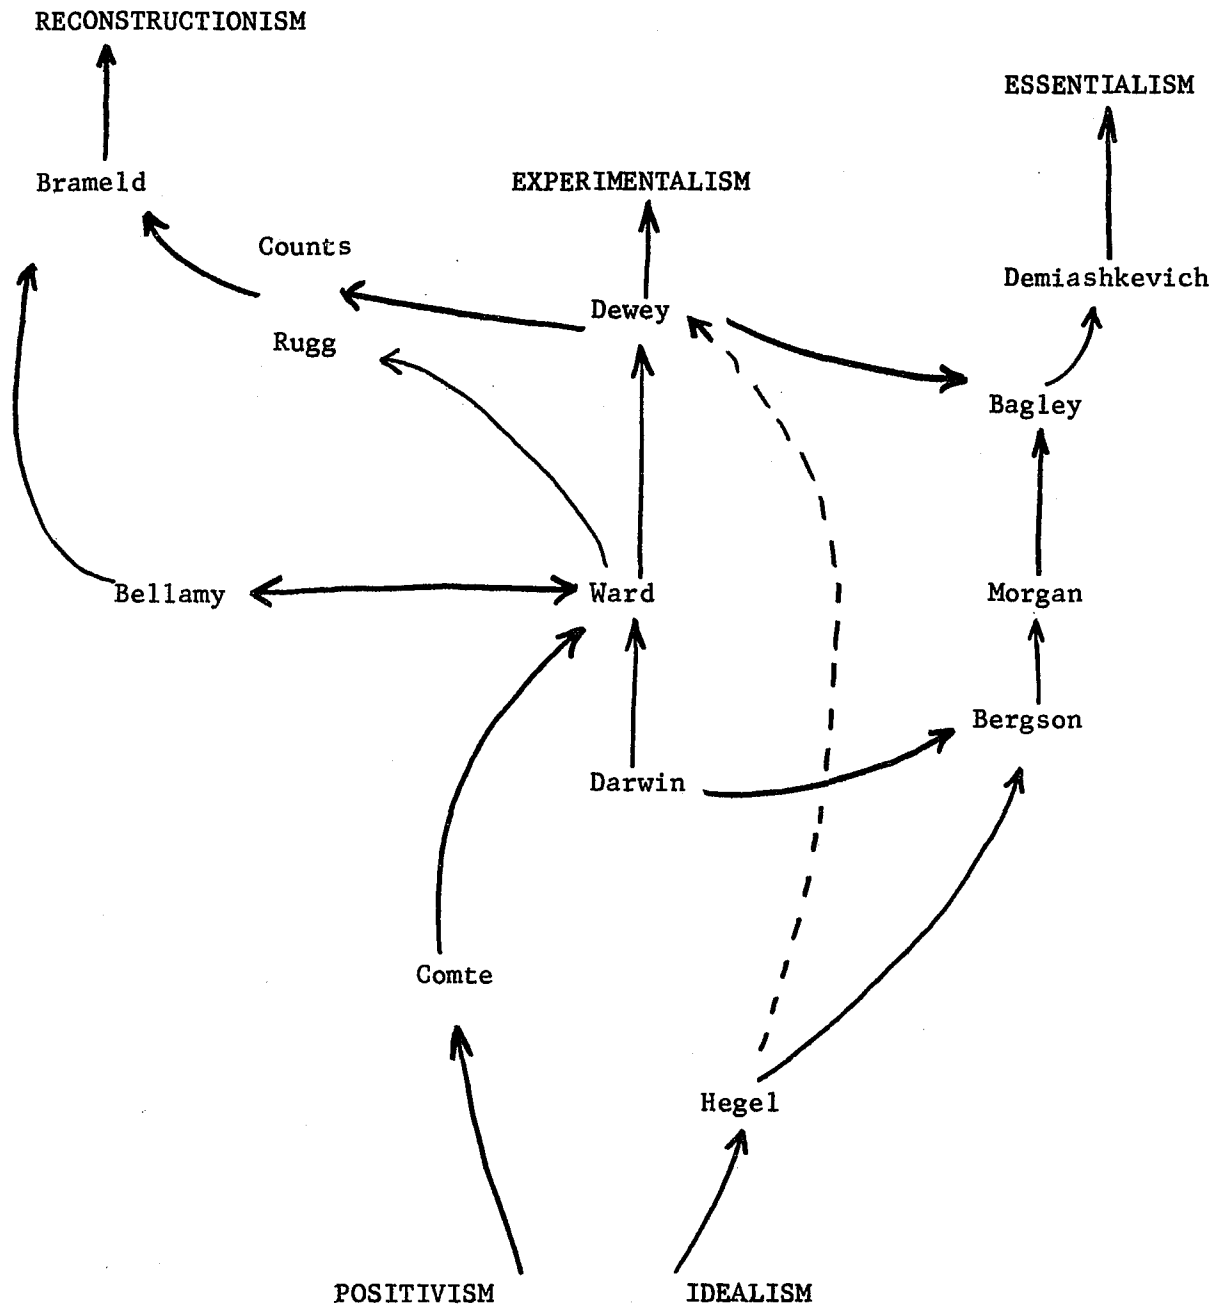 RECONSTRUCTIONISM
ESSENTIALISM
Brameld
EXPERIMENTALISM
Counts
Demiashkevich
Dewey
Rugg
Bagley
Bellamy
Ward
Morgan
Bergson
Darwin
Comte
Hegel
POSITIVISM
IDEALISM